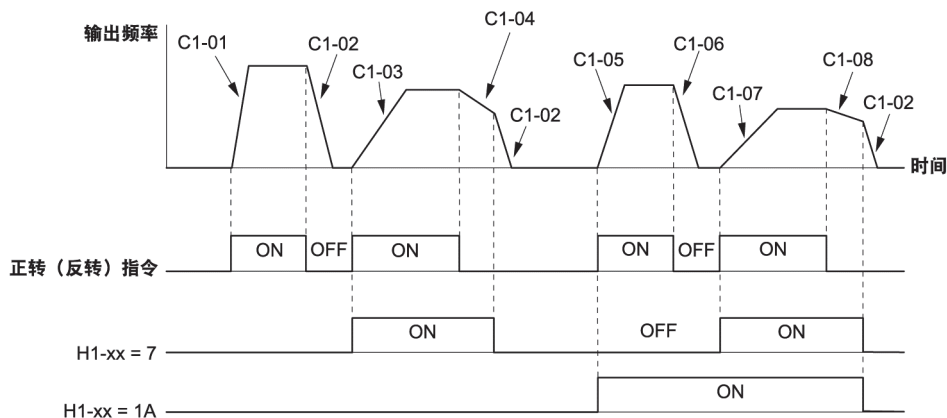 输出频率
C1-01
C1-02
C1-03
C1-04
C1-02
C1-05
C1-06
C1-07
C1-08
C1-02
时间
正转（反转）指令
ON
OFF
ON
ON
OFF
ON
H1-xx = 7
ON
OFF
ON
H1-xx = 1A
ON